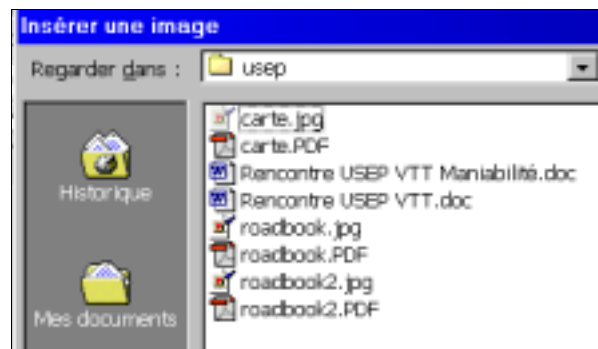 Insérer une image
Regarder dans :
usep
Historique
Mes documents
carte.jpg
carte.PDF
Rencontre USEP VTT Maniabilité.doc
Rencontre USEP VTT.doc
roadbook.jpg
roadbook.PDF
roadbook2.jpg
roadbook2.PDF